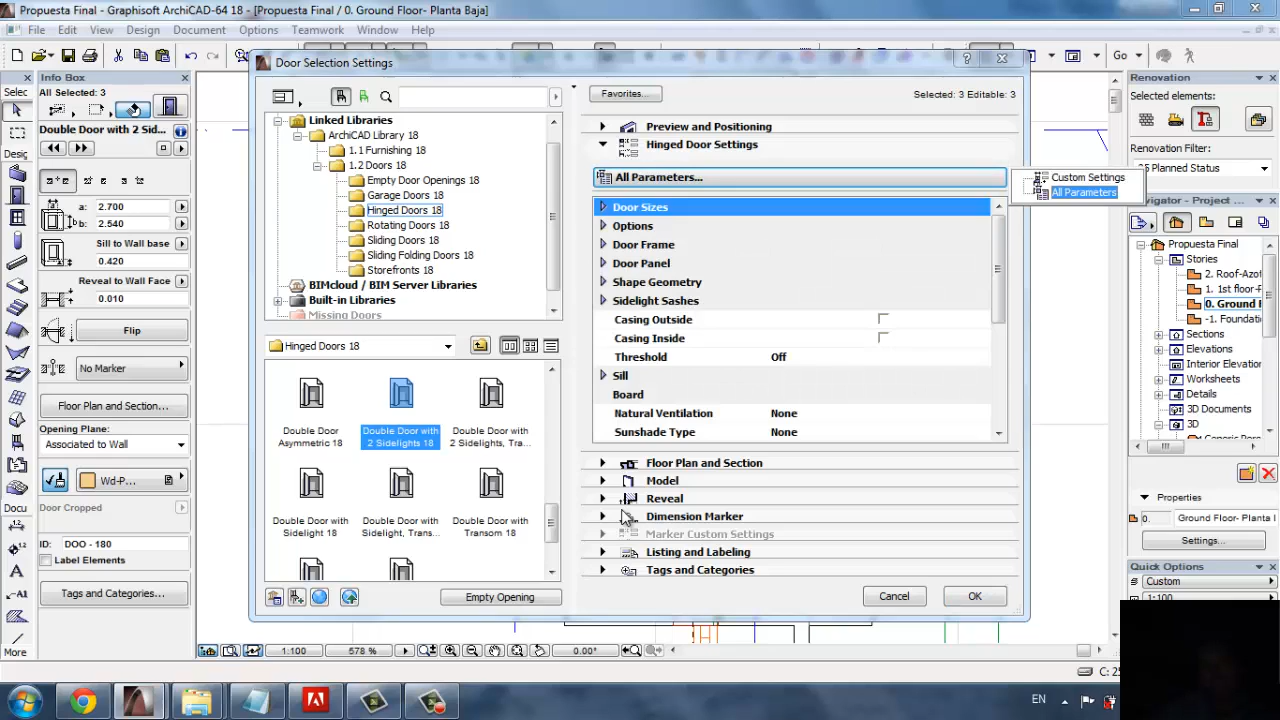 Propuesta Final - Graphisoft ArchiCAD-64 18 - [Propuesta Final / 0. Ground Floor- Planta Baja]
File Edit View Design Document Options Teamwork Window Help
Go
Info Box
All Selected: 3
Double Door with 2 Sid...
a: 2.700
b: 2.540
Sill to Wall base
0.420
Reveal to Wall Face
0.010
Flip
No Marker
Floor Plan and Section...
Opening Plane:
Associated to Wall
Wd-P...
Door Cropped
ID: DOO - 180
Label Elements
Tags and Categories...
Selec
Desig
Docu
More
Door Selection Settings
Linked Libraries
ArchiCAD Library 18
1.1 Furnishing 18
1.2 Doors 18
Empty Door Openings 18
Garage Doors 18
Hinged Doors 18
Rotating Doors 18
Sliding Doors 18
Sliding Folding Doors 18
Storefronts 18
BIMcloud / BIM Server Libraries
Built-in Libraries
Missing Doors
Hinged Doors 18
Double Door Asymmetric 18
Double Door with 2 Sidelights 18
Double Door with 2 Sidelights, Tra...
Double Door with Sidelight 18
Double Door with Sidelight, Trans...
Double Door with Transom 18
Empty Opening
Favorites...
Selected: 3 Editable: 3
Preview and Positioning
Hinged Door Settings
All Parameters...
Custom Settings
All Parameters
Door Sizes
Options
Door Frame
Door Panel
Shape Geometry
Sidelight Sashes
Casing Outside
Casing Inside
Threshold Off
Sill
Board
Natural Ventilation None
Sunshade Type None
Floor Plan and Section
Model
Reveal
Dimension Marker
Marker Custom Settings
Listing and Labeling
Tags and Categories
Cancel OK
Renovation
Selected elements:
Renovation Filter:
Planned Status
Navigator - Project
Propuesta Final
Stories
2. Roof-Azot
1. 1st floor-P
0. Ground F
-1. Foundati
Sections
Elevations
Interior Elevation
Worksheets
Details
3D Documents
3D
Properties
0. Ground Floor- Planta
Settings...
Quick Options
Custom
1:100
1:100 578 % 0.00°
C: 25
EN